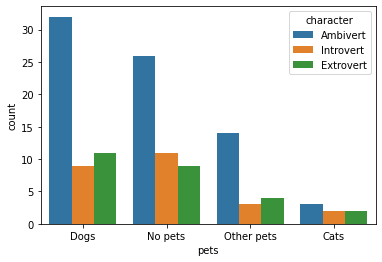 character
Ambivert
Introvert
Extrovert
30
25
20
15
10
5
0
count
Dogs
No pets
Other pets
Cats
pets